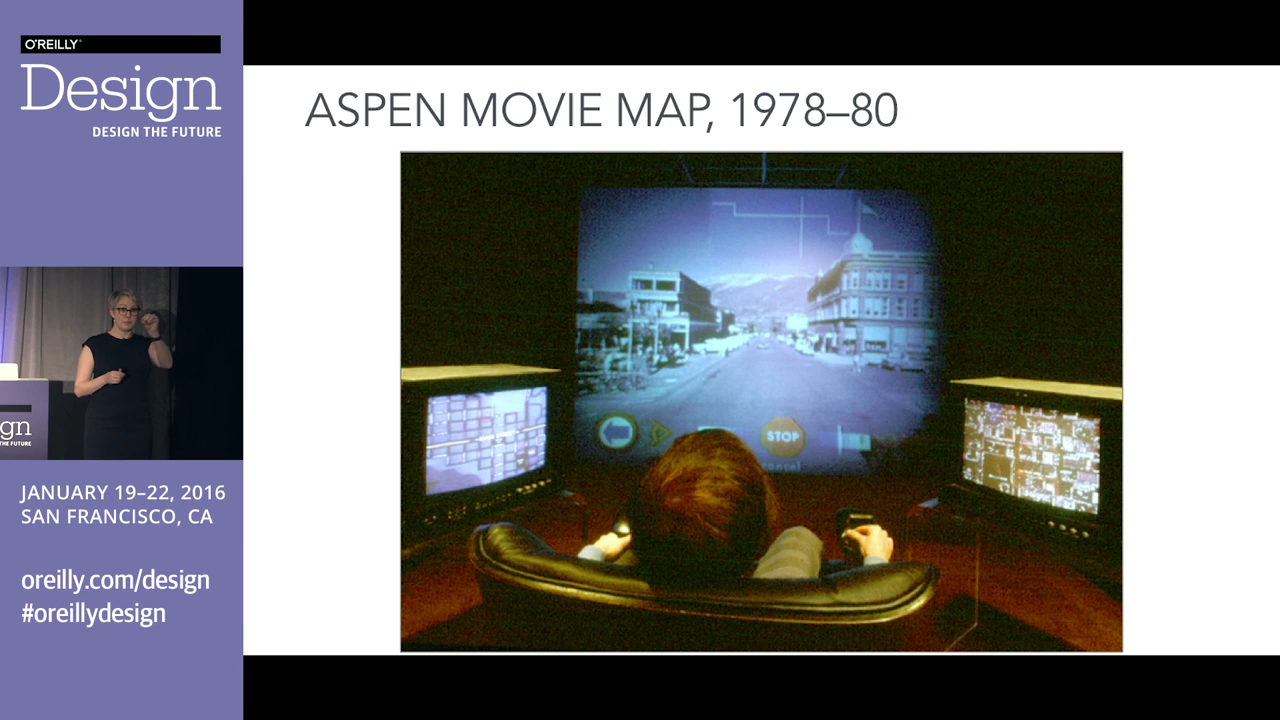 O'REILLY®
Design
DESIGN THE FUTURE
gn
THE FUTURE
JANUARY 19–22, 2016
SAN FRANCISCO, CA
oreilly.com/design
#oreillydesign
ASPEN MOVIE MAP, 1978–80
STOP